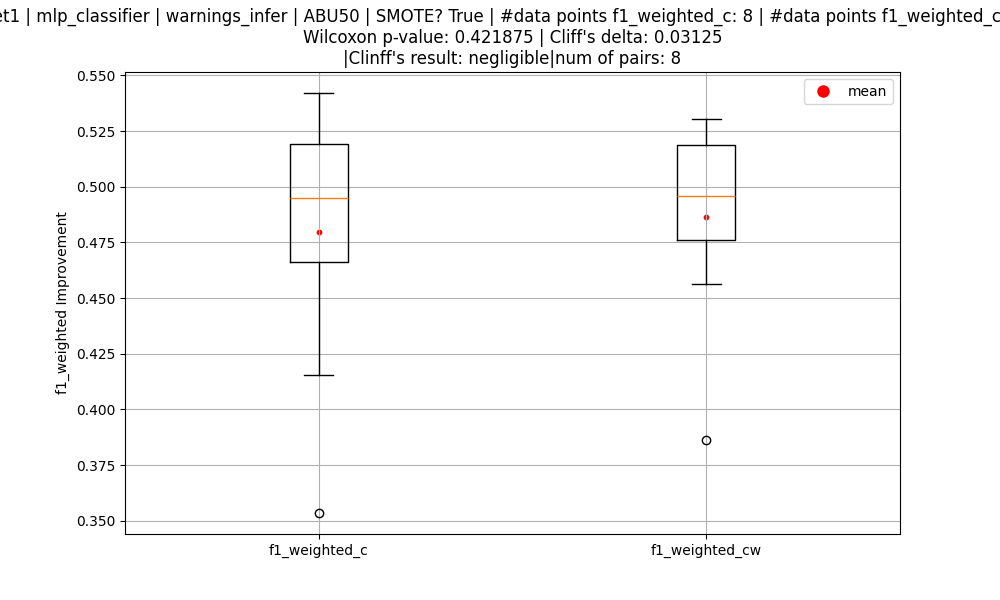 et1 | mlp_classifier | warnings_infer | ABU50 | SMOTE? True | #data points f1_weighted_c: 8 | #data points f1_weighted_c
Wilcoxon p-value: 0.421875 | Cliff's delta: 0.03125
|Clinff's result: negligible|num of pairs: 8
mean
0.550
0.525
0.500
0.475
0.450
0.425
0.400
0.375
0.350
f1_weighted Improvement
f1_weighted_c
f1_weighted_cw